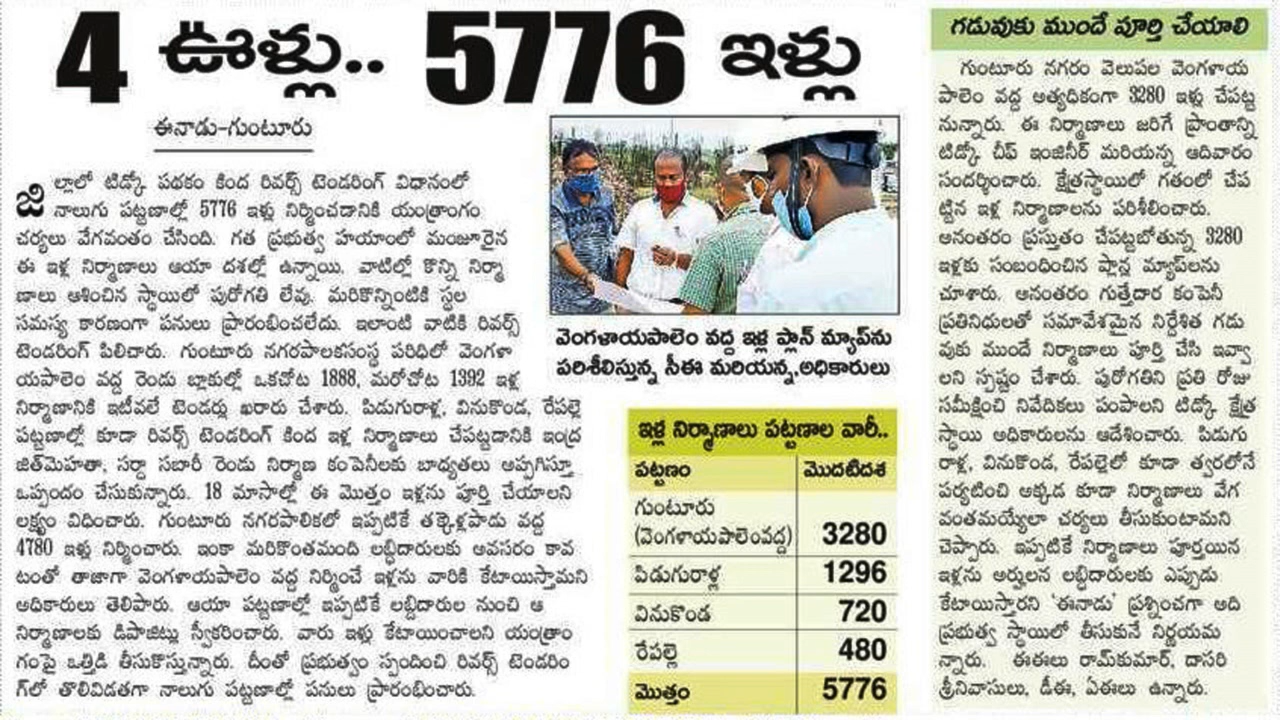 4 ఊళ్లు.. 5776 ఇళ్లు
ఈనాడు-గుంటూరు
జిల్లాలో టిడ్కో పథకం కింద రివర్స్ టెండరింగ్ విధానంలో
నాలుగు పట్టణాల్లో 5776 ఇళ్లు నిర్మించడానికి యంత్రాంగం
చర్యలు వేగవంతం చేసింది. గత ప్రభుత్వ హయాంలో మంజూరైన
ఈ ఇళ్ల నిర్మాణాలు ఆయా దశల్లో ఉన్నాయి. వాటిల్లో కొన్ని నిర్మా
ణాలు ఆశించిన స్థాయిలో పురోగతి లేవు. మరికొన్నింటికి స్థల
సమస్య కారణంగా పనులు ప్రారంభించలేదు. ఇలాంటి వాటికి రివర్స్
టెండరింగ్ పిలిచారు. గుంటూరు నగరపాలకసంస్థ పరిధిలో వెంగళా
యపాలెం వద్ద రెండు బ్లాకుల్లో ఒకచోట 1888, మరోచోట 1392 ఇళ్ల
నిర్మాణానికి ఇటీవలే టెండర్లు ఖరారు చేశారు. పిడుగురాళ్ల, వినుకొండ, రేపల్లె
పట్టణాల్లో కూడా రివర్స్ టెండరింగ్ కింద ఇళ్ల నిర్మాణాలు చేపట్టడానికి ఇంద్ర
జిత్‌మెహతా, సర్ధా సబారీ రెండు నిర్మాణ కంపెనీలకు బాధ్యతలు అప్పగిస్తూ
ఒప్పందం చేసుకున్నారు. 18 మాసాల్లో ఈ మొత్తం ఇళ్లను పూర్తి చేయాలని
లక్ష్యం విధించారు. గుంటూరు నగరపాలికలో ఇప్పటికే తక్కెళ్లపాడు వద్ద
4780 ఇళ్లు నిర్మించారు. ఇంకా మరికొంతమంది లబ్ధిదారులకు అవసరం కావ
టంతో తాజాగా వెంగళాయపాలెం వద్ద నిర్మించే ఇళ్లను వారికి కేటాయిస్తామని
అధికారులు తెలిపారు. ఆయా పట్టణాల్లో ఇప్పటికే లబ్ధిదారుల నుంచి ఆ
నిర్మాణాలకు డిపాజిట్లు స్వీకరించారు. వారు ఇళ్లు కేటాయించాలని యంత్రాం
గంపై ఒత్తిడి తీసుకొస్తున్నారు. దీంతో ప్రభుత్వం స్పందించి రివర్స్ టెండరిం
గ్‌లో తొలివిడతగా నాలుగు పట్టణాల్లో పనులు ప్రారంభించారు.
వెంగళాయపాలెం వద్ద ఇళ్ల ప్లాన్ మ్యాప్‌ను
పరిశీలిస్తున్న సీఈ మరియన్న,అధికారులు
ఇళ్ల నిర్మాణాలు పట్టణాల వారీ..
పట్టణం మొదటిదశ
గుంటూరు
(వెంగళాయపాలెంవద్ద) 3280
పిడుగురాళ్ల 1296
వినుకొండ 720
రేపల్లె 480
మొత్తం 5776
గడువుకు ముందే పూర్తి చేయాలి
గుంటూరు నగరం వెలుపల వెంగళాయ
పాలెం వద్ద అత్యధికంగా 3280 ఇళ్లు చేపట్ట
నున్నారు. ఈ నిర్మాణాలు జరిగే ప్రాంతాన్ని
టిడ్కో చీఫ్ ఇంజినీర్ మరియన్న ఆదివారం
సందర్శించారు. క్షేత్రస్థాయిలో గతంలో చేప
ట్టిన ఇళ్ల నిర్మాణాలను పరిశీలించారు.
అనంతరం ప్రస్తుతం చేపట్టబోతున్న 3280
ఇళ్లకు సంబంధించిన ప్లాన్ల మ్యాప్‌లను
చూశారు. అనంతరం గుత్తేదార కంపెనీ
ప్రతినిధులతో సమావేశమైన నిర్దేశిత గడు
వుకు ముందే నిర్మాణాలు పూర్తి చేసి ఇవ్వా
లని స్పష్టం చేశారు. పురోగతిని ప్రతి రోజు
సమీక్షించి నివేదికలు పంపాలని టిడ్కో క్షేత్ర
స్థాయి అధికారులను ఆదేశించారు. పిడుగు
రాళ్ల, వినుకొండ, రేపల్లెలో కూడా త్వరలోనే
పర్యటించి అక్కడ కూడా నిర్మాణాలు వేగ
వంతమయ్యేలా చర్యలు తీసుకుంటామని
చెప్పారు. ఇప్పటికే నిర్మాణాలు పూర్తయిన
ఇళ్లను అర్హులన లబ్ధిదారులకు ఎప్పుడు
కేటాయిస్తారని 'ఈనాడు' ప్రశ్నించగా అది
ప్రభుత్వ స్థాయిలో తీసుకునే నిర్ణయమ
న్నారు. ఈఈలు రామ్‌కుమార్, దాసరి
శ్రీనివాసులు, డీఈ, ఏఈలు ఉన్నారు.